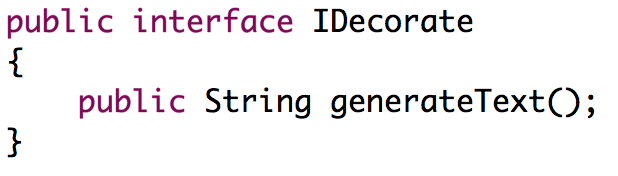 public interface IDecorate
{
    public String generateText();
}